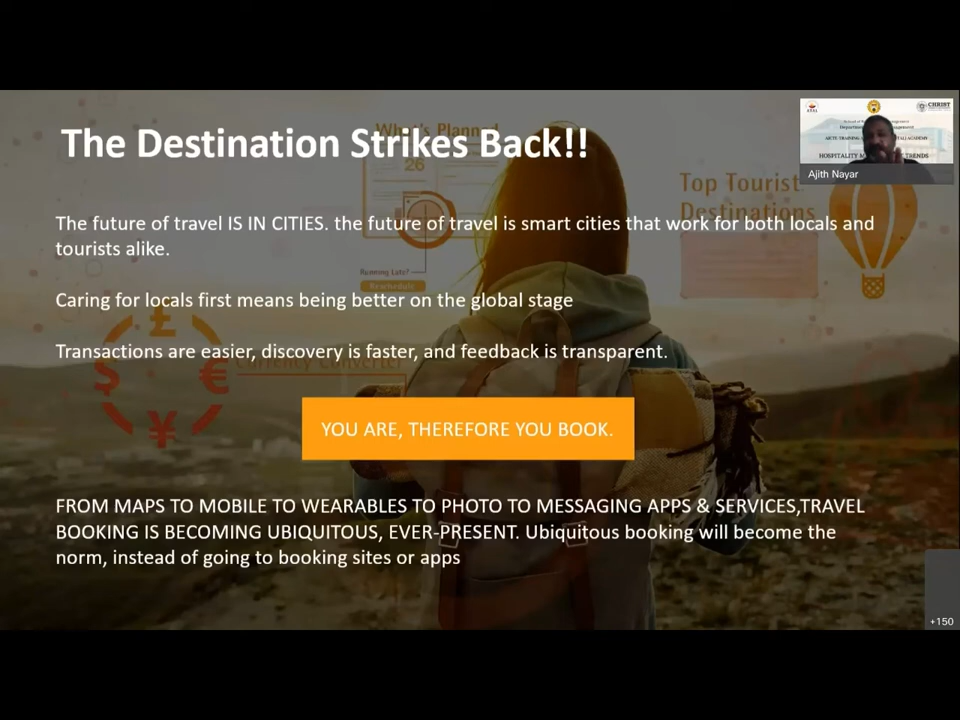 CHRIST
HOSPITALITY
TRENDS
Ajith Nayar
The Destination Strikes Back!!
What's Planned
26
Top Tourist
Destinations
The future of travel IS IN CITIES. the future of travel is smart cities that work for both locals and
tourists alike.
Running Late?
Reschedule
Caring for locals first means being better on the global stage
£
$ €
¥
Transactions are easier, discovery is faster, and feedback is transparent.
Currency Converter
YOU ARE, THEREFORE YOU BOOK.
FROM MAPS TO MOBILE TO WEARABLES TO PHOTO TO MESSAGING APPS & SERVICES,TRAVEL
BOOKING IS BECOMING UBIQUITOUS, EVER-PRESENT. Ubiquitous booking will become the
norm, instead of going to booking sites or apps
+150